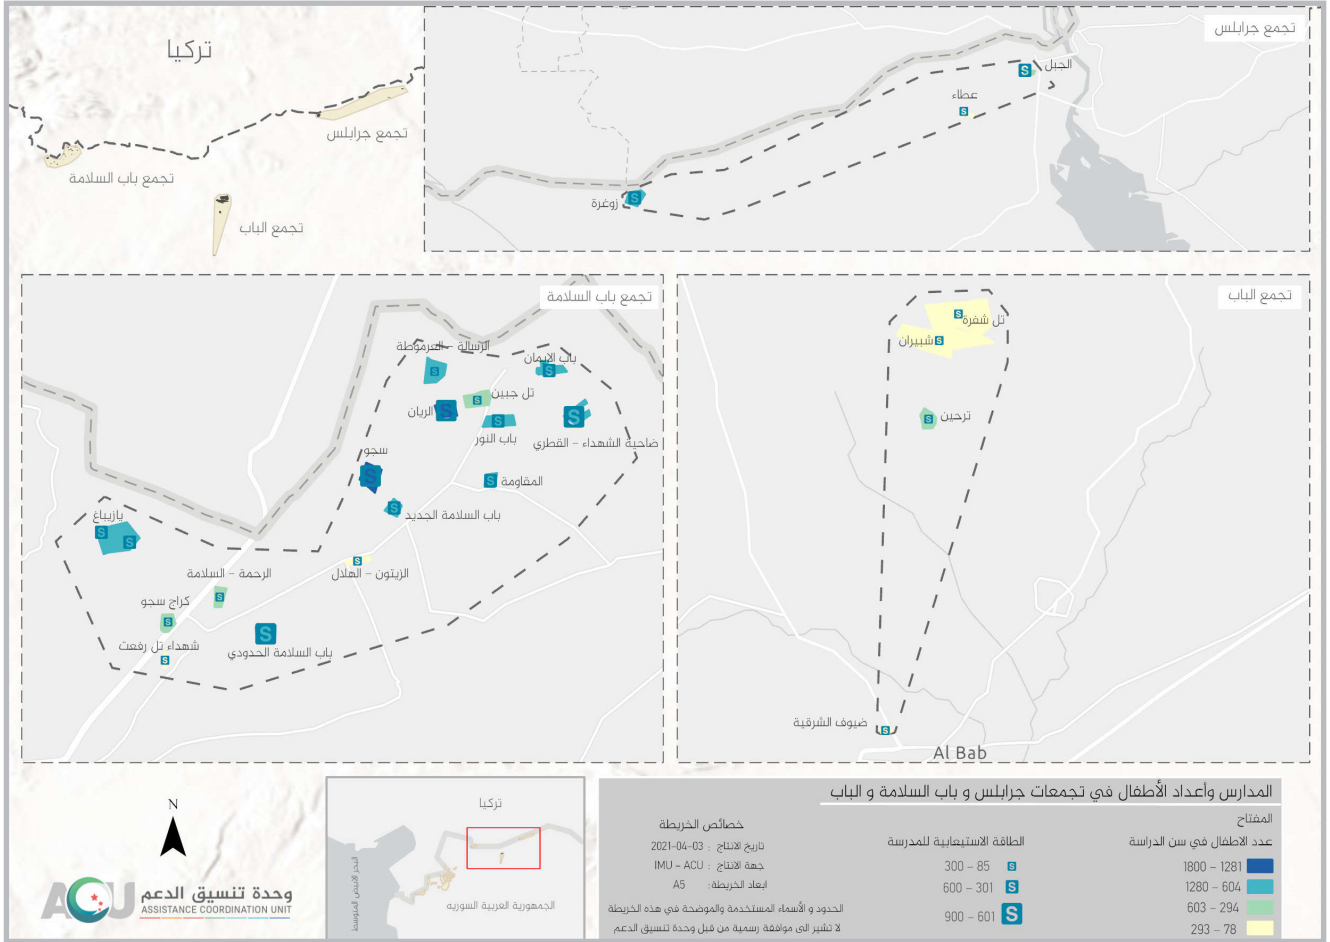 تركيا
تجمع جرابلس
تجمع باب السلامة
تجمع الباب
تجمع جرابلس
الجبل
عطاء
زوغرة
تجمع باب السلامة
الرسالة – العرموطة
باب الايمان
تل جبين
الريان
باب النور
ضاحية الشهداء – القطري
سجو
المقاومة
باب السلامة الجديد
يازيباغ
الزيتون – الهلال
الرحمة – السلامة
كراج سجو
شهداء تل رفعت
باب السلامة الحدودي
تجمع الباب
تل شغرة
شبيران
ترحين
ضيوف الشرقية
Al Bab
N
وحدة تنسيق الدعم
ASSISTANCE COORDINATION UNIT
ACU
تركيا
البحر الابيض المتوسط
الجمهورية العربية السورية
المدارس وأعداد الأطفال في تجمعات جرابلس و باب السلامة و الباب
المفتاح
عدد الاطفال في سن الدراسة
1800 – 1281
1280 – 604
603 – 294
293 – 78
الطاقة الاستيعابية للمدرسة
S 300 – 85
S 600 – 301
S 900 – 601
خصائص الخريطة
تاريخ الانتاج : 03-04-2021
جهة الانتاج : IMU – ACU
ابعاد الخريطة: A5
الحدود و الأسماء المستخدمة والموضحة في هذه الخريطة
لا تشير الى موافقة رسمية من قبل وحدة تنسيق الدعم